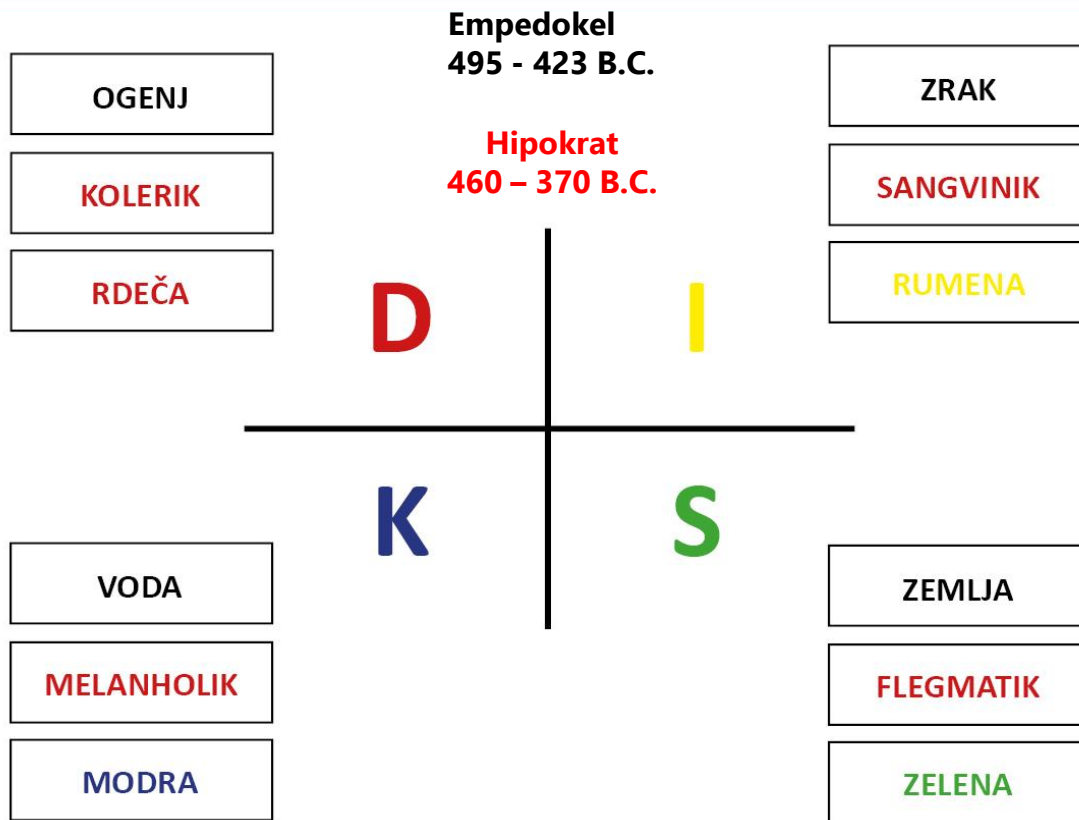 Empedokel
495 - 423 B.C.
Hipokrat
460 – 370 B.C.
OGENJ
KOLERIK
RDEČA
ZRAK
SANGVINIK
RUMENA
D
I
K
S
VODA
MELANHOLIK
MODRA
ZEMLJA
FLEGMATIK
ZELENA